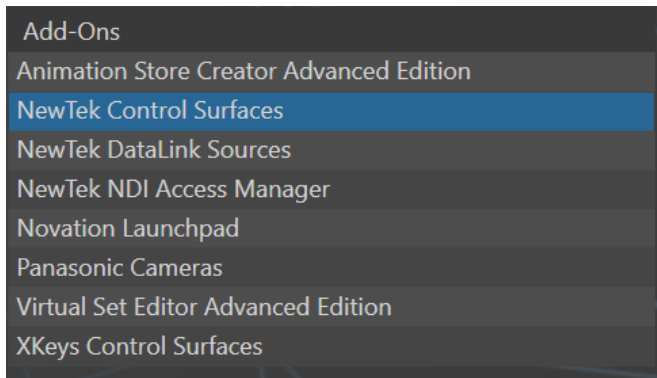 Add-Ons
Animation Store Creator Advanced Edition
NewTek Control Surfaces
NewTek DataLink Sources
NewTek NDI Access Manager
Novation Launchpad
Panasonic Cameras
Virtual Set Editor Advanced Edition
XKeys Control Surfaces